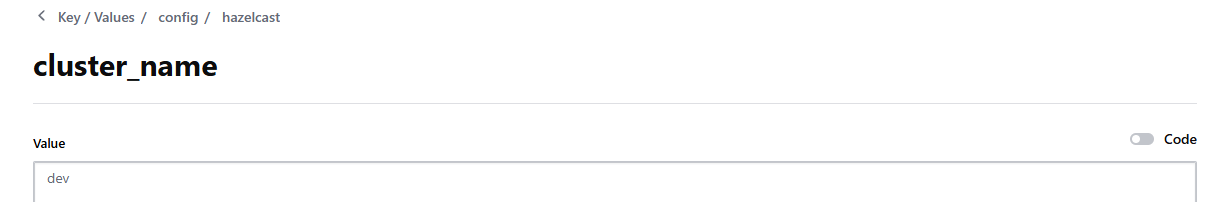 Key / Values / config / hazelcast
cluster_name
Value
Code
dev